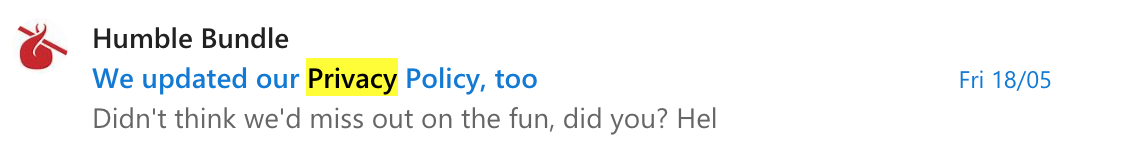 Humble Bundle
We updated our Privacy Policy, too
Fri 18/05
Didn't think we'd miss out on the fun, did you? Hel